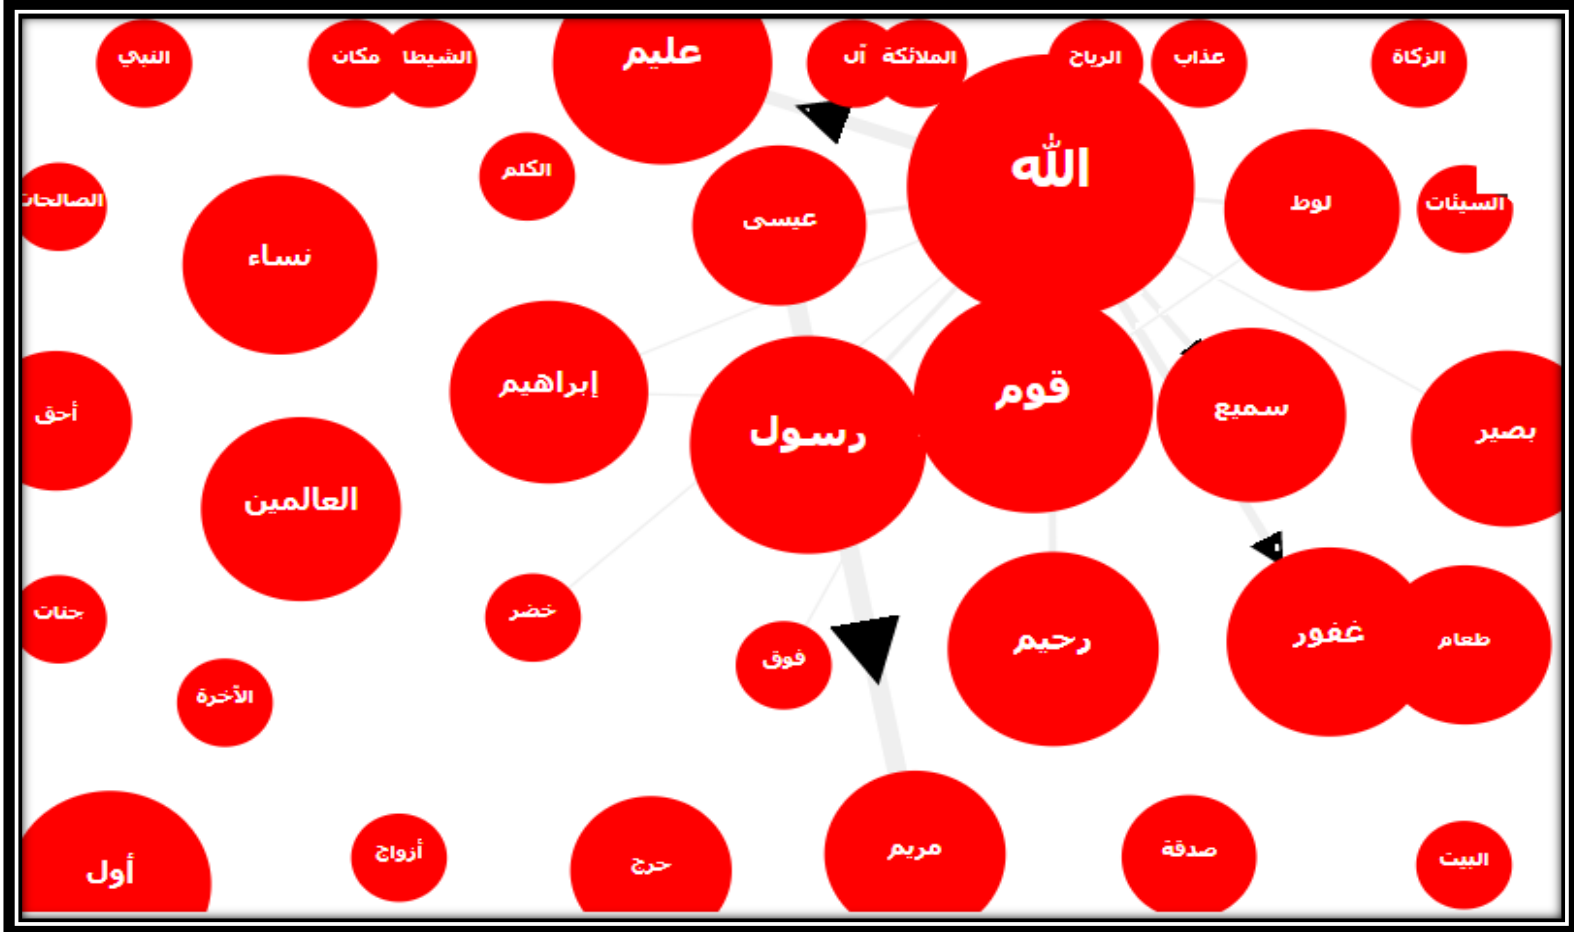 الزكاة
عذاب
الرياح
الملائكة
آل
عليم
الشيطا
مكان
النبي
الله
الكلم
لوط
السيئات
الصالحات
عيسى
نساء
إبراهيم
قوم
سميع
أحق
رسول
بصير
العالمين
خضر
جنات
غفور
طعام
رحيم
فوق
الآخرة
مريم
صدقة
البيت
حرج
أزواج
أول